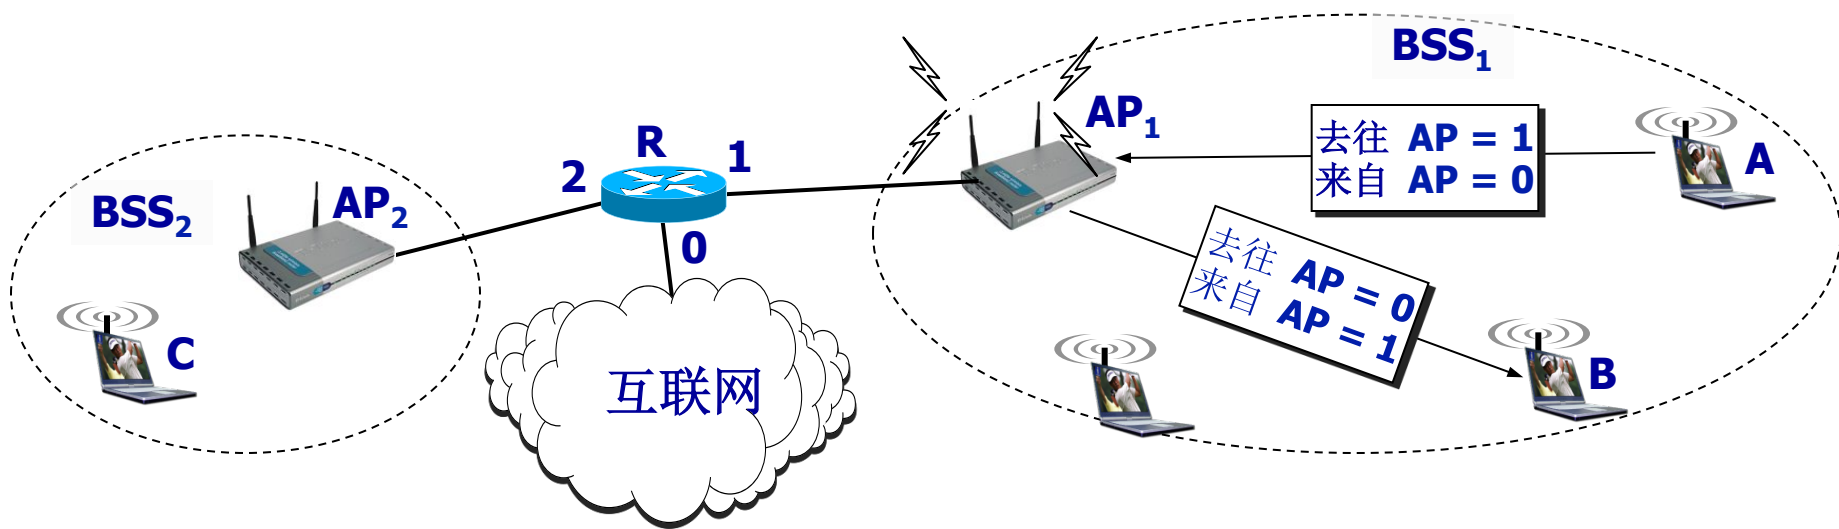 BSS₁
AP₁
去往 AP = 1
来自 AP = 0
A
R
2
1
0
BSS₂
AP₂
去往 AP = 0
来自 AP = 1
C
互联网
B